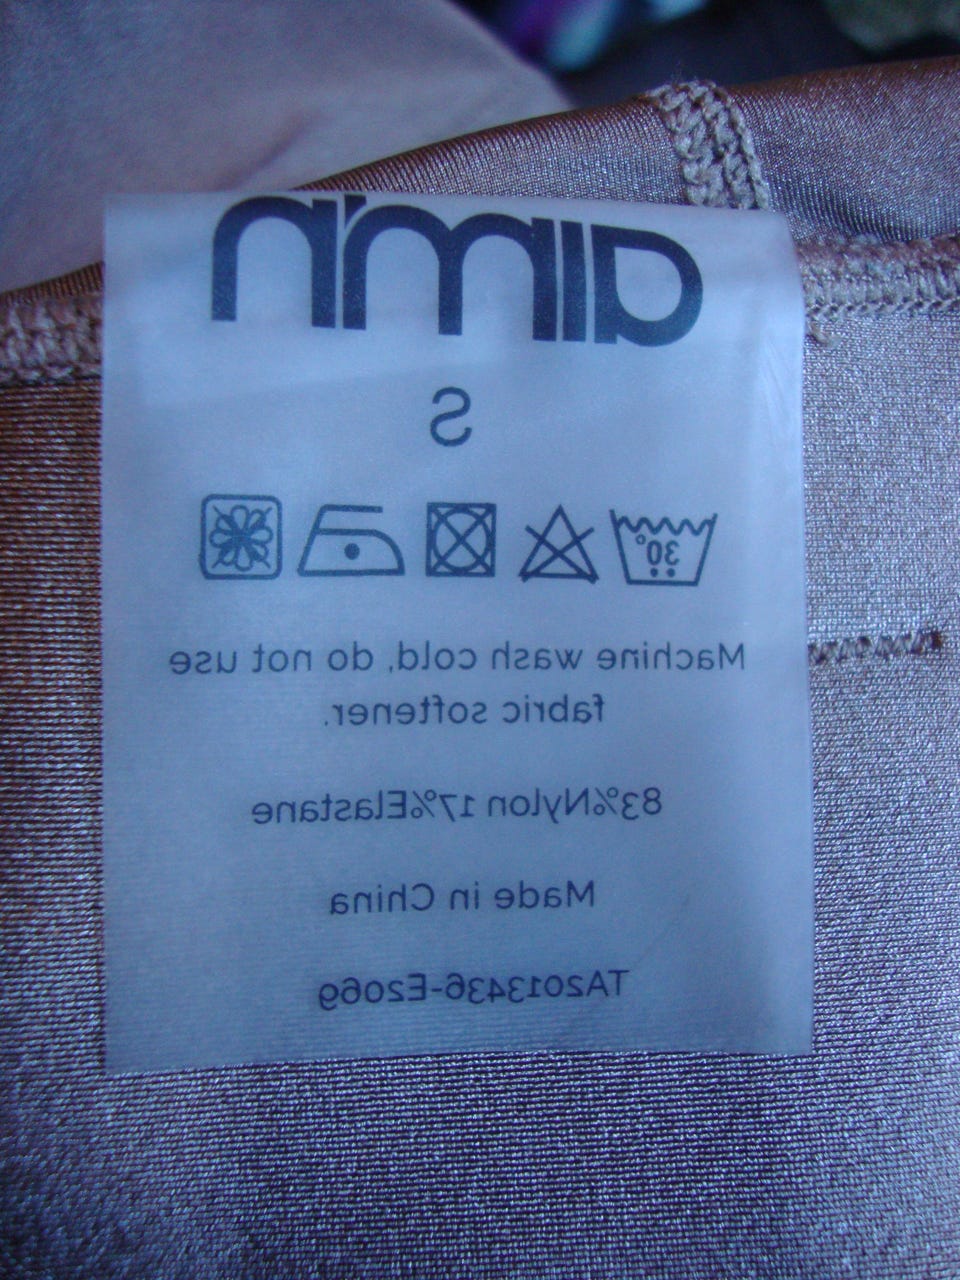 aim'n
S
30°
Machine wash cold, do not use
fabric softener.
83%Nylon 17%Elastane
Made in China
TA2013436-E2069